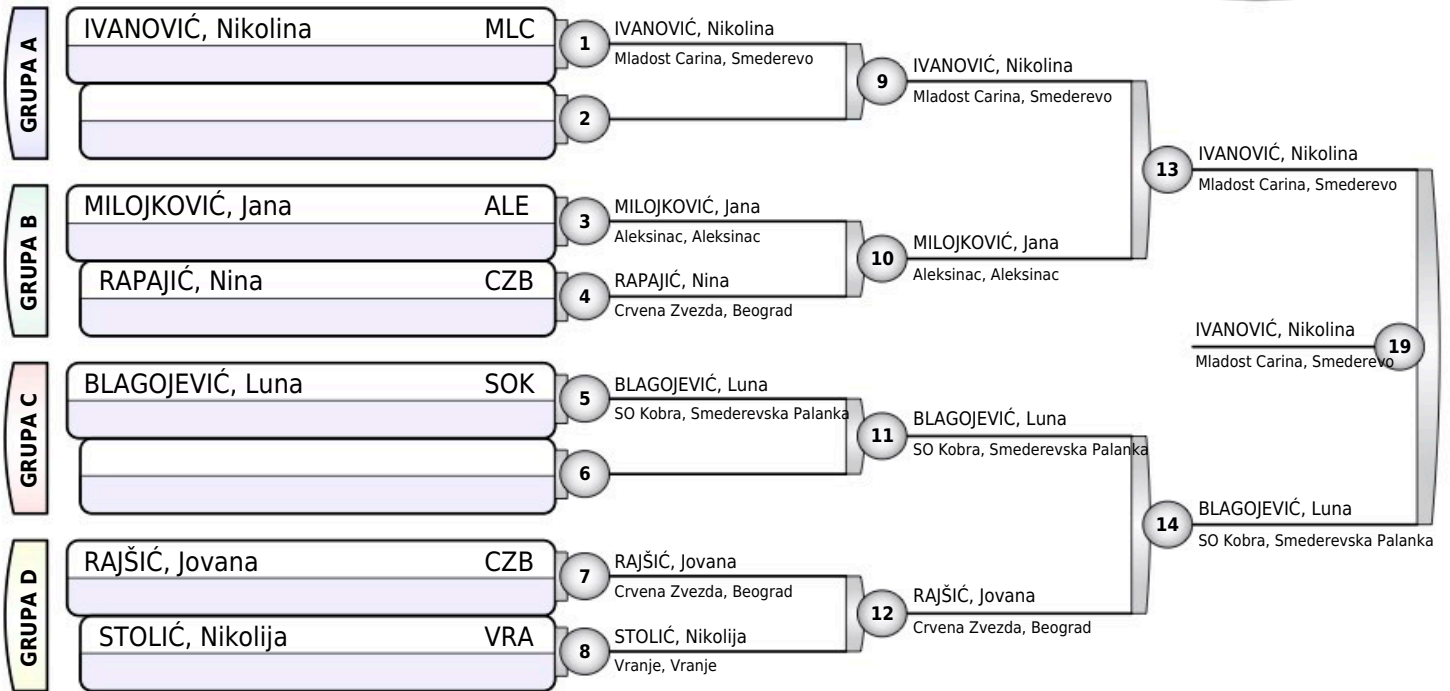 GRUPA A
IVANOVIĆ, Nikolina MLC
1
IVANOVIĆ, Nikolina
Mladost Carina, Smederevo
2
9
IVANOVIĆ, Nikolina
Mladost Carina, Smederevo
GRUPA B
MILOJKOVIĆ, Jana ALE
3
MILOJKOVIĆ, Jana
Aleksinac, Aleksinac
RAPAJIĆ, Nina CZB
4
RAPAJIĆ, Nina
Crvena Zvezda, Beograd
10
MILOJKOVIĆ, Jana
Aleksinac, Aleksinac
13
IVANOVIĆ, Nikolina
Mladost Carina, Smederevo
GRUPA C
BLAGOJEVIĆ, Luna SOK
5
BLAGOJEVIĆ, Luna
SO Kobra, Smederevska Palanka
6
11
BLAGOJEVIĆ, Luna
SO Kobra, Smederevska Palanka
GRUPA D
RAJŠIĆ, Jovana CZB
7
RAJŠIĆ, Jovana
Crvena Zvezda, Beograd
STOLIĆ, Nikolija VRA
8
STOLIĆ, Nikolija
Vranje, Vranje
12
RAJŠIĆ, Jovana
Crvena Zvezda, Beograd
14
BLAGOJEVIĆ, Luna
SO Kobra, Smederevska Palanka
IVANOVIĆ, Nikolina
Mladost Carina, Smederevo
19